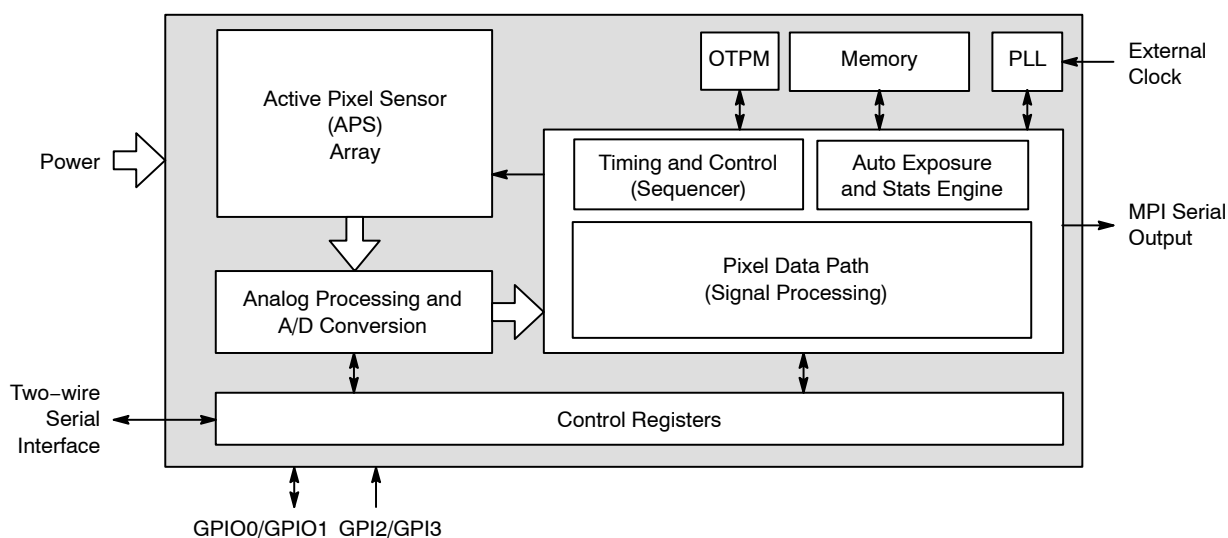 OTPM
Memory
PLL
External
Clock
Active Pixel Sensor
(APS)
Array
Power
Timing and Control
(Sequencer)
Auto Exposure
and Stats Engine
MPI Serial
Output
Pixel Data Path
(Signal Processing)
Analog Processing and
A/D Conversion
Two−wire
Serial
Interface
Control Registers
GPIO0/GPIO1 GPI2/GPI3